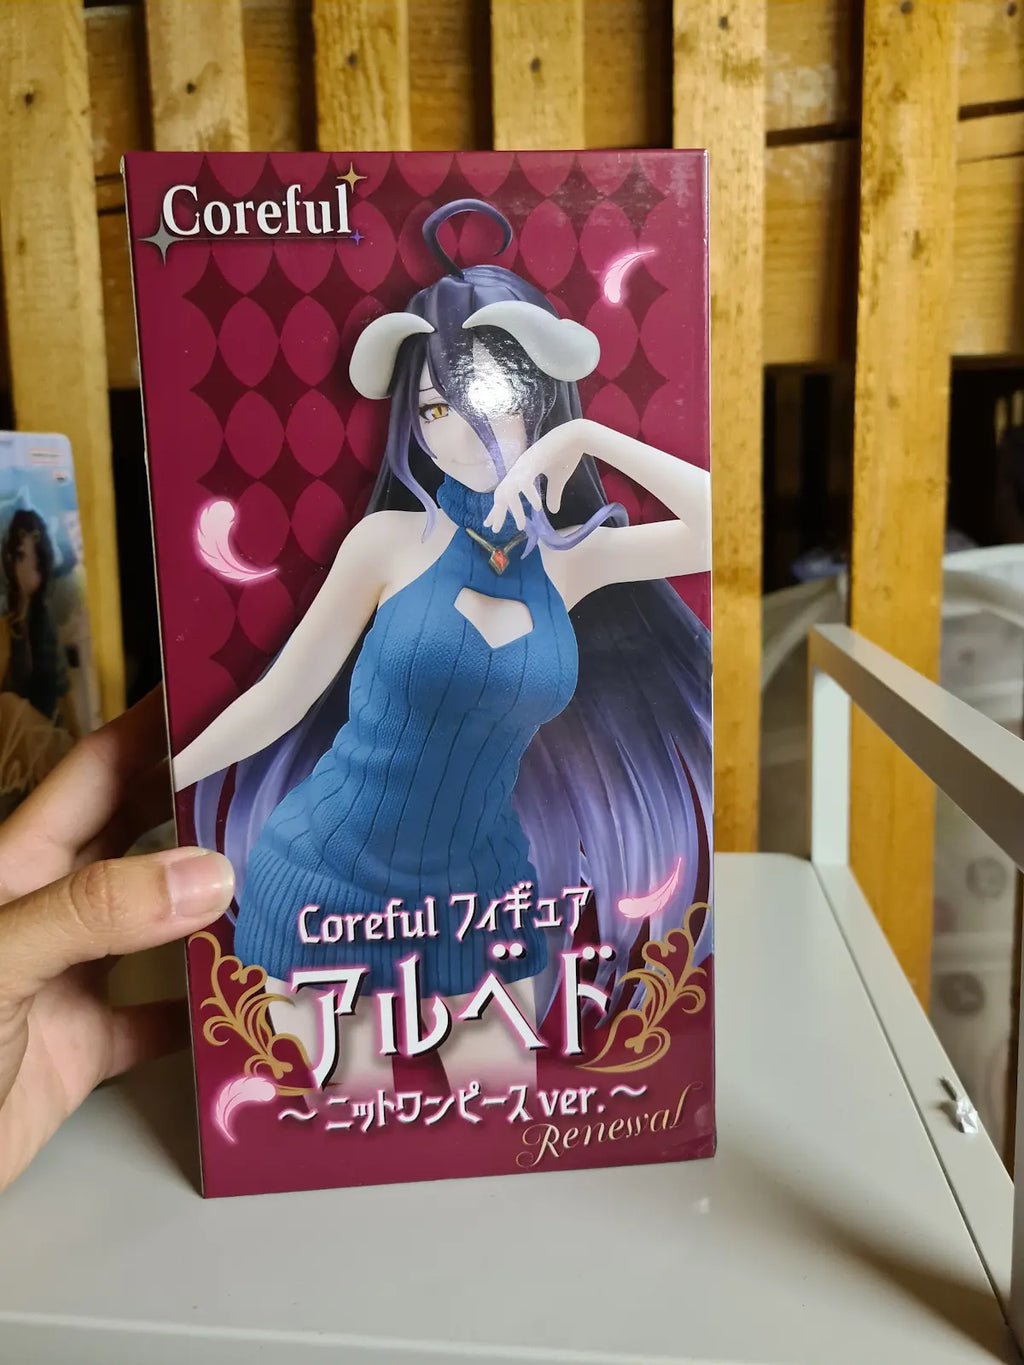 Coreful
Coreful フィギュア
アルベド
～ニットワンピースver.～
Renewal